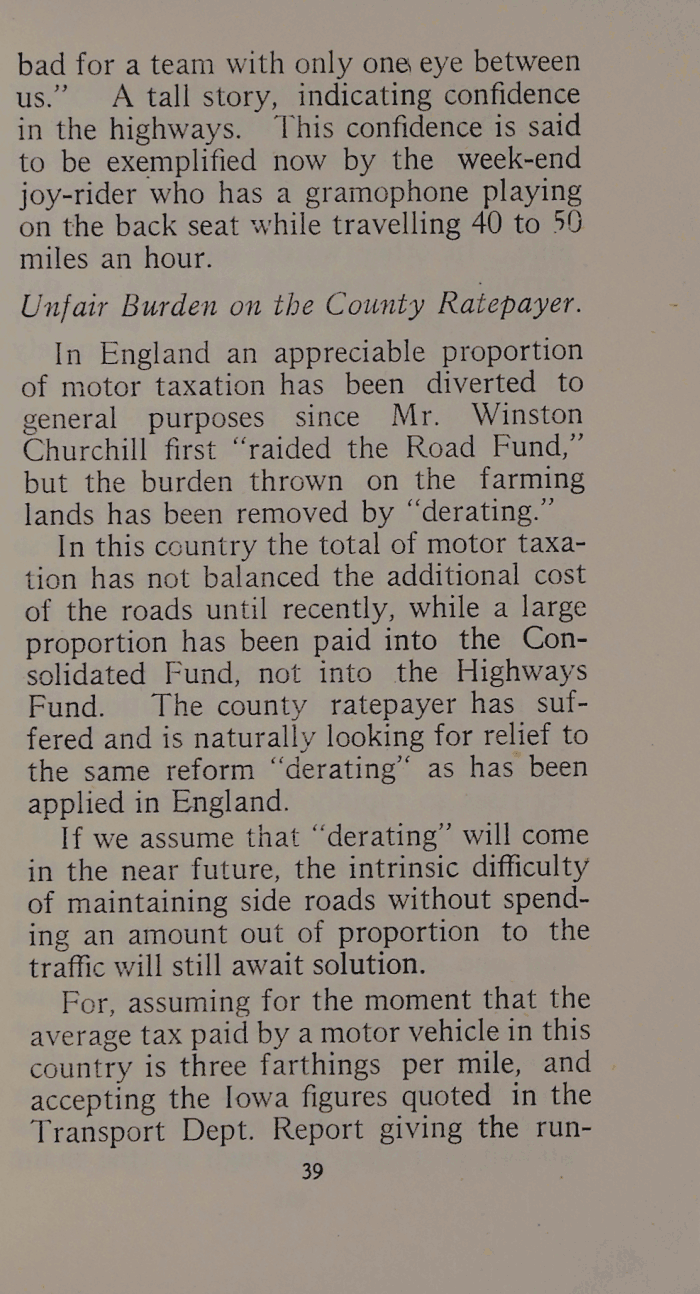 bad for a team with only one eye between
us.” A tall story, indicating confidence
in the highways. This confidence is said
to be exemplified now by the week-end
joy-rider who has a gramophone playing
on the back seat while travelling 40 to 50
miles an hour.
Unfair Burden on the County Ratepayer.
In England an appreciable proportion
of motor taxation has been diverted to
general purposes since Mr. Winston
Churchill first “raided the Road Fund,”
but the burden thrown on the farming
lands has been removed by “derating.”
In this country the total of motor taxa-
tion has not balanced the additional cost
of the roads until recently, while a large
proportion has been paid into the Con-
solidated Fund, not into the Highways
Fund. The county ratepayer has suf-
fered and is naturally looking for relief to
the same reform “derating“ as has been
applied in England.
If we assume that “derating” will come
in the near future, the intrinsic difficulty
of maintaining side roads without spend-
ing an amount out of proportion to the
traffic will still await solution.
For, assuming for the moment that the
average tax paid by a motor vehicle in this
country is three farthings per mile, and
accepting the Iowa figures quoted in the
Transport Dept. Report giving the run-
39